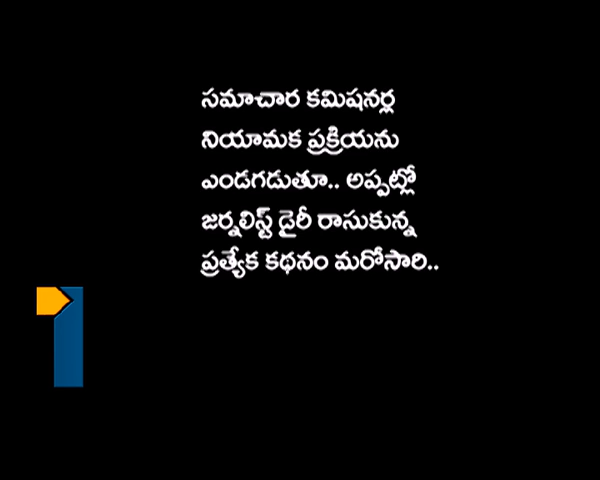 సమాచార కమిషనర్ల
నియామక ప్రక్రియను
ఎండగడుతూ.. అప్పట్లో
జర్నలిస్ట్ డైరీ రాసుకున్న
ప్రత్యేక కథనం మరోసారి..